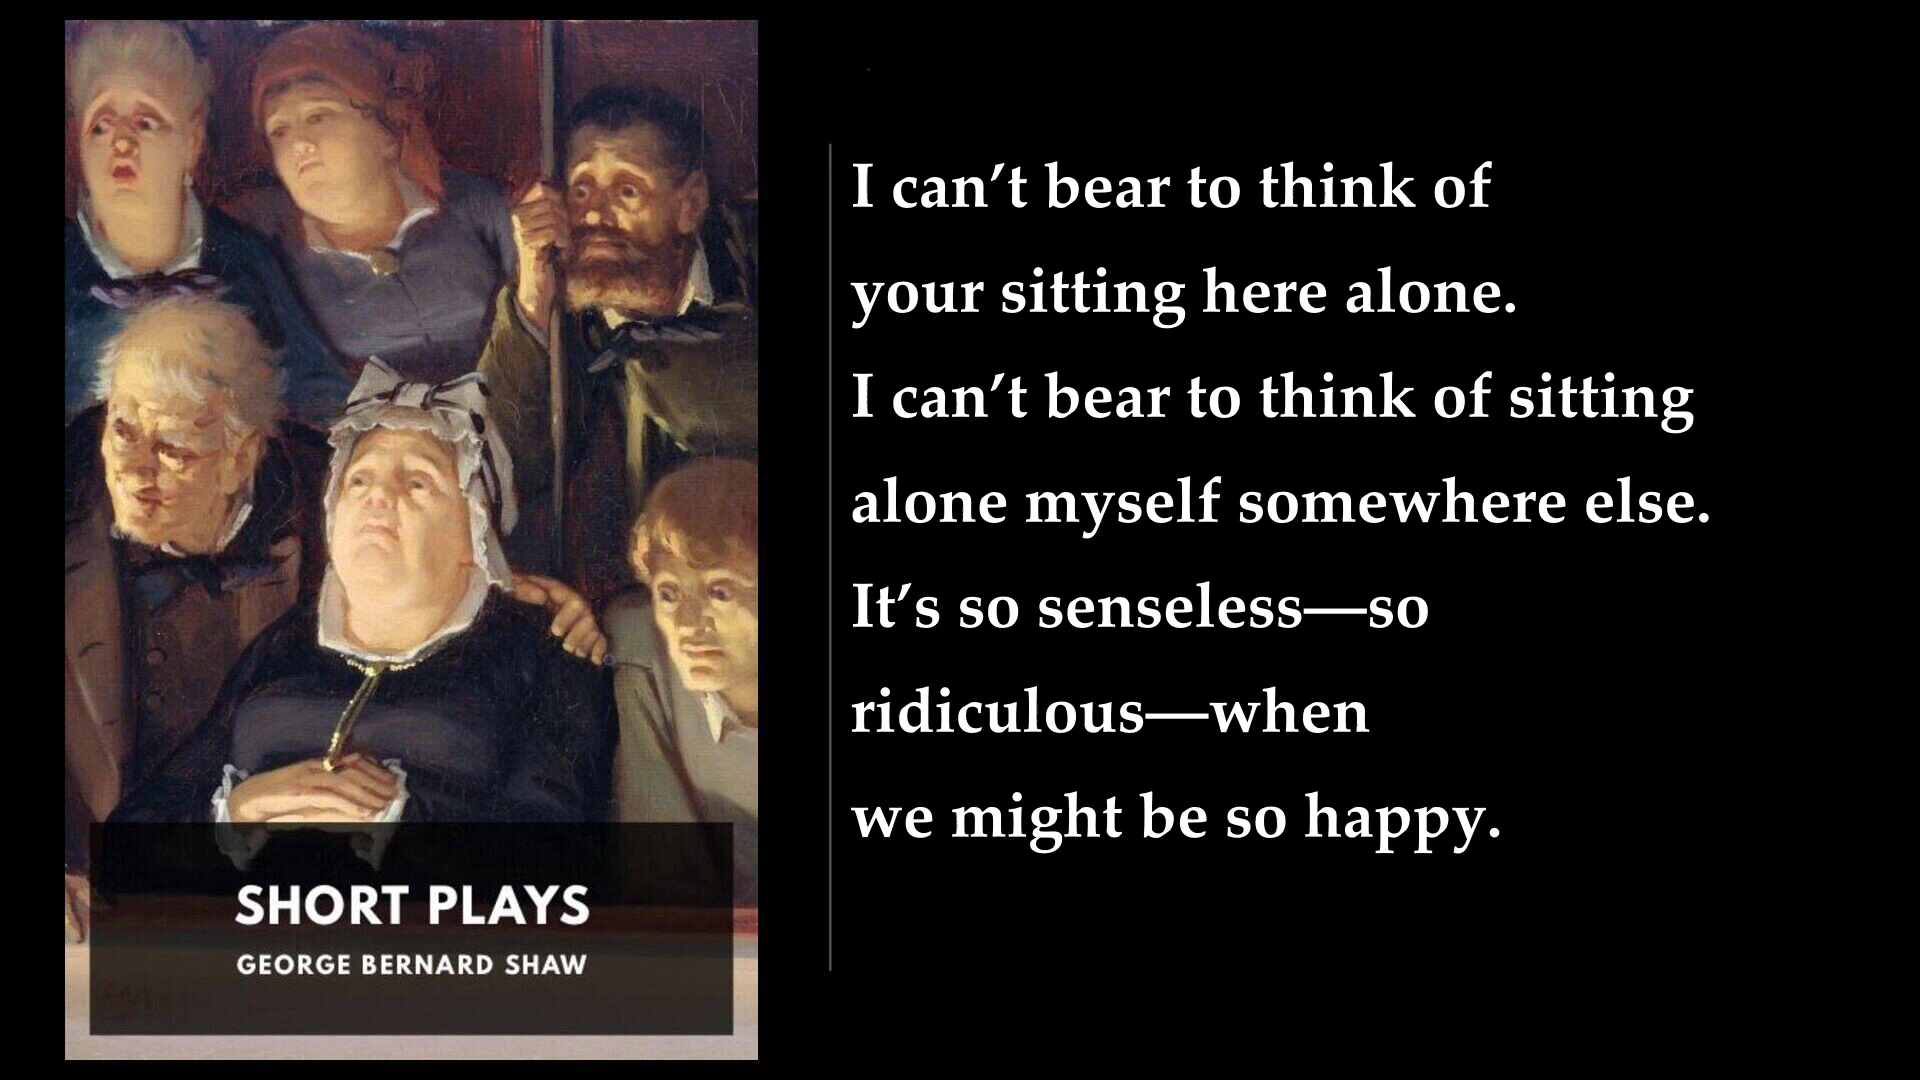 I can’t bear to think of
your sitting here alone.
I can’t bear to think of sitting
alone myself somewhere else.
It’s so senseless—so
ridiculous—when
we might be so happy.
SHORT PLAYS
GEORGE BERNARD SHAW